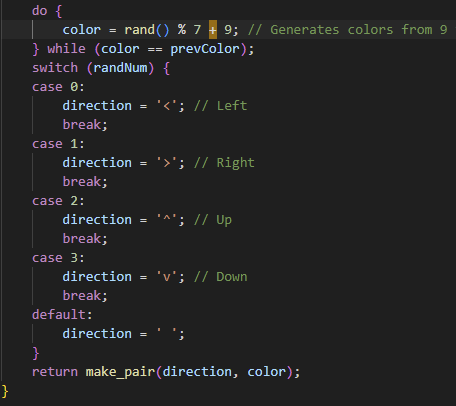 do {
color = rand() % 7 + 9; // Generates colors from 9
} while (color == prevColor);
switch (randNum) {
case 0:
direction = '<'; // Left
break;
case 1:
direction = '>'; // Right
break;
case 2:
direction = '^'; // Up
break;
case 3:
direction = 'v'; // Down
break;
default:
direction = ' ';
}
return make_pair(direction, color);
}